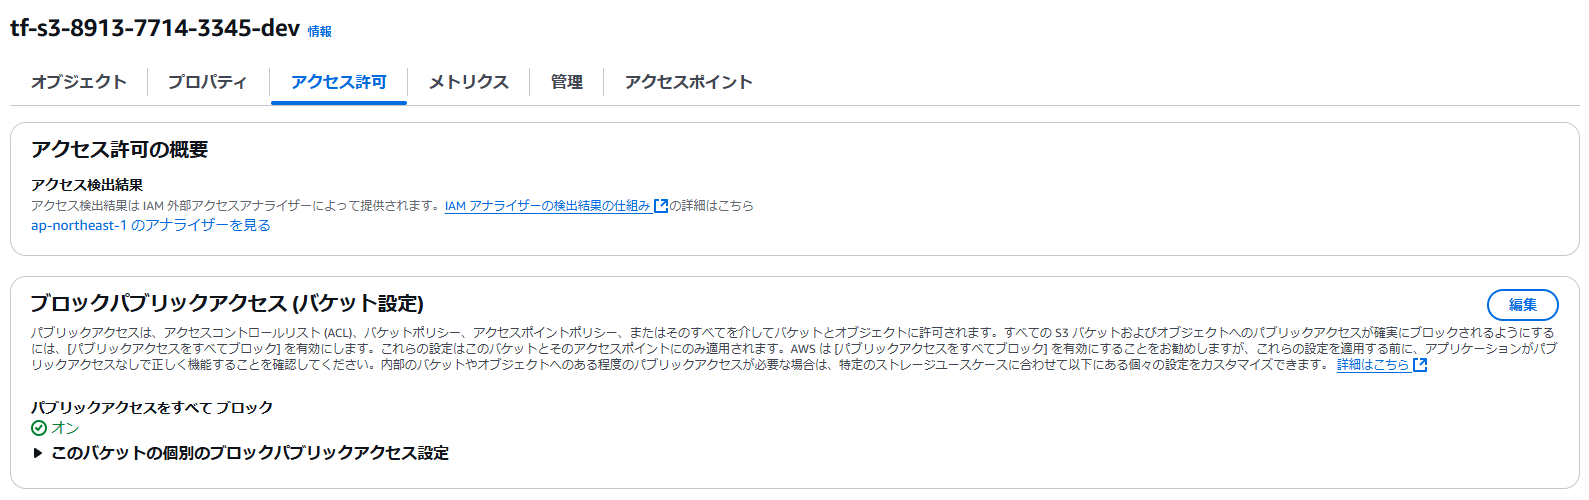 tf-s3-8913-7714-3345-dev 情報
オブジェクト プロパティ アクセス許可 メトリクス 管理 アクセスポイント
アクセス許可の概要
アクセス検出結果
アクセス検出結果は IAM 外部アクセスアナライザーによって提供されます。IAM アナライザーの検出結果の仕組み の詳細はこちら
ap-northeast-1 のアナライザーを見る
ブロックパブリックアクセス (バケット設定)
編集
パブリックアクセスは、アクセスコントロールリスト (ACL)、バケットポリシー、アクセスポイントポリシー、またはそのすべてを介してバケットとオブジェクトに許可されます。すべての S3 バケットおよびオブジェクトへのパブリックアクセスが確実にブロックされるようにする
には、[パブリックアクセスをすべてブロック] を有効にします。これらの設定はこのバケットとそのアクセスポイントにのみ適用されます。AWS は [パブリックアクセスをすべてブロック] を有効にすることをお勧めしますが、これらの設定を適用する前に、アプリケーションがパブ
リックアクセスなしで正しく機能することを確認してください。内部のバケットやオブジェクトへのある程度のパブリックアクセスが必要な場合は、特定のストレージユースケースに合わせて以下にある個々の設定をカスタマイズできます。 詳細はこちら
パブリックアクセスをすべて ブロック
オン
このバケットの個別のブロックパブリックアクセス設定